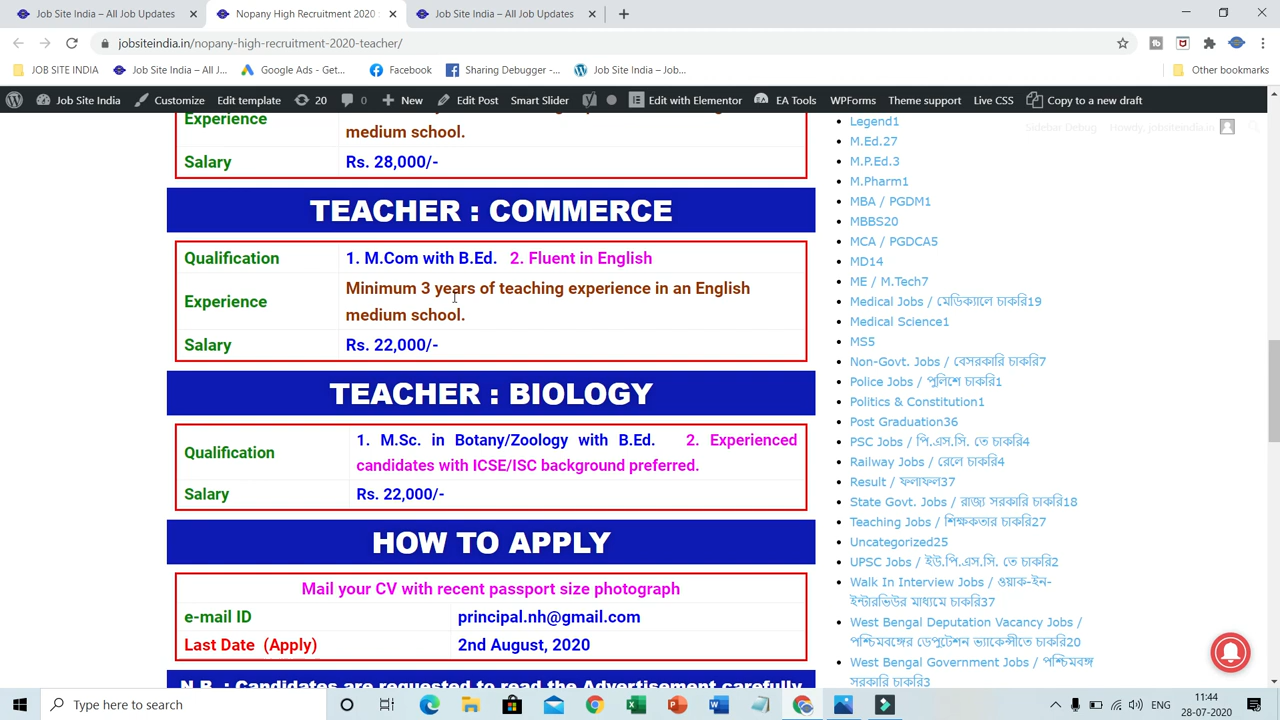 Job Site India – All Job Updates
Nopany High Recruitment 2020 :
Job Site India – All Job Updates
jobsiteindia.in/nopany-high-recruitment-2020-teacher/
JOB SITE INDIA
Job Site India – All J...
Google Ads - Get...
Facebook
Sharing Debugger -...
Job Site India – Job...
Other bookmarks
Job Site India
Customize
Edit template
20
0
New
Edit Post
Smart Slider
Edit with Elementor
EA Tools
WPForms
Theme support
Live CSS
Copy to a new draft
Sidebar Debug
Howdy, jobsiteindia.in
Experience
medium school.
Salary
Rs. 28,000/-
TEACHER : COMMERCE
Qualification
1. M.Com with B.Ed. 2. Fluent in English
Experience
Minimum 3 years of teaching experience in an English
medium school.
Salary
Rs. 22,000/-
TEACHER : BIOLOGY
Qualification
1. M.Sc. in Botany/Zoology with B.Ed. 2. Experienced
candidates with ICSE/ISC background preferred.
Salary
Rs. 22,000/-
HOW TO APPLY
Mail your CV with recent passport size photograph
e-mail ID
principal.nh@gmail.com
Last Date (Apply)
2nd August, 2020
N.B. : Candidates are requested to read the Advertisement carefully
Legend1
M.Ed.27
M.P.Ed.3
M.Pharm1
MBA / PGDM1
MBBS20
MCA / PGDCA5
MD14
ME / M.Tech7
Medical Jobs / মেডিক্যালে চাকরি19
Medical Science1
MS5
Non-Govt. Jobs / বেসরকারি চাকরি7
Police Jobs / পুলিশে চাকরি1
Politics & Constitution1
Post Graduation36
PSC Jobs / পি.এস.সি. তে চাকরি4
Railway Jobs / রেলে চাকরি4
Result / ফলাফল37
State Govt. Jobs / রাজ্য সরকারি চাকরি18
Teaching Jobs / শিক্ষকতার চাকরি27
Uncategorized25
UPSC Jobs / ইউ.পি.এস.সি. তে চাকরি2
Walk In Interview Jobs / ওয়াক-ইন-
ইন্টারভিউর মাধ্যমে চাকরি37
West Bengal Deputation Vacancy Jobs /
পশ্চিমবঙ্গের ডেপুটেশন ভ্যাকেন্সীতে চাকরি20
West Bengal Government Jobs / পশ্চিমবঙ্গ
সরকারি চাকরি3
Type here to search
ENG
11:44
28-07-2020